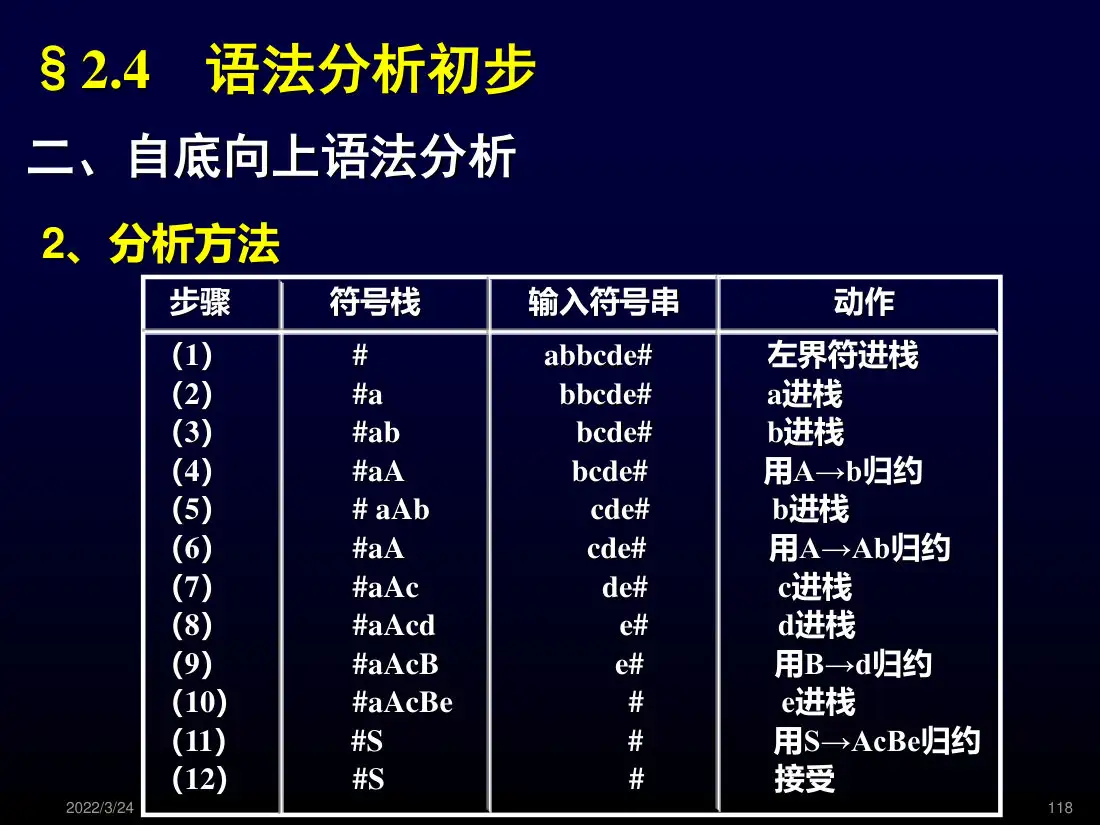 §2.4 语法分析初步
二、自底向上语法分析
2、分析方法
步骤 符号栈 输入符号串 动作
(1) # abbcde# 左界符进栈
(2) #a bbcde# a进栈
(3) #ab bcde# b进栈
(4) #aA bcde# 用A→b归约
(5) # aAb cde# b进栈
(6) #aA cde# 用A→Ab归约
(7) #aAc de# c进栈
(8) #aAcd e# d进栈
(9) #aAcB e# 用B→d归约
(10) #aAcBe # e进栈
(11) #S # 用S→AcBe归约
(12) #S # 接受
2022/3/24 118